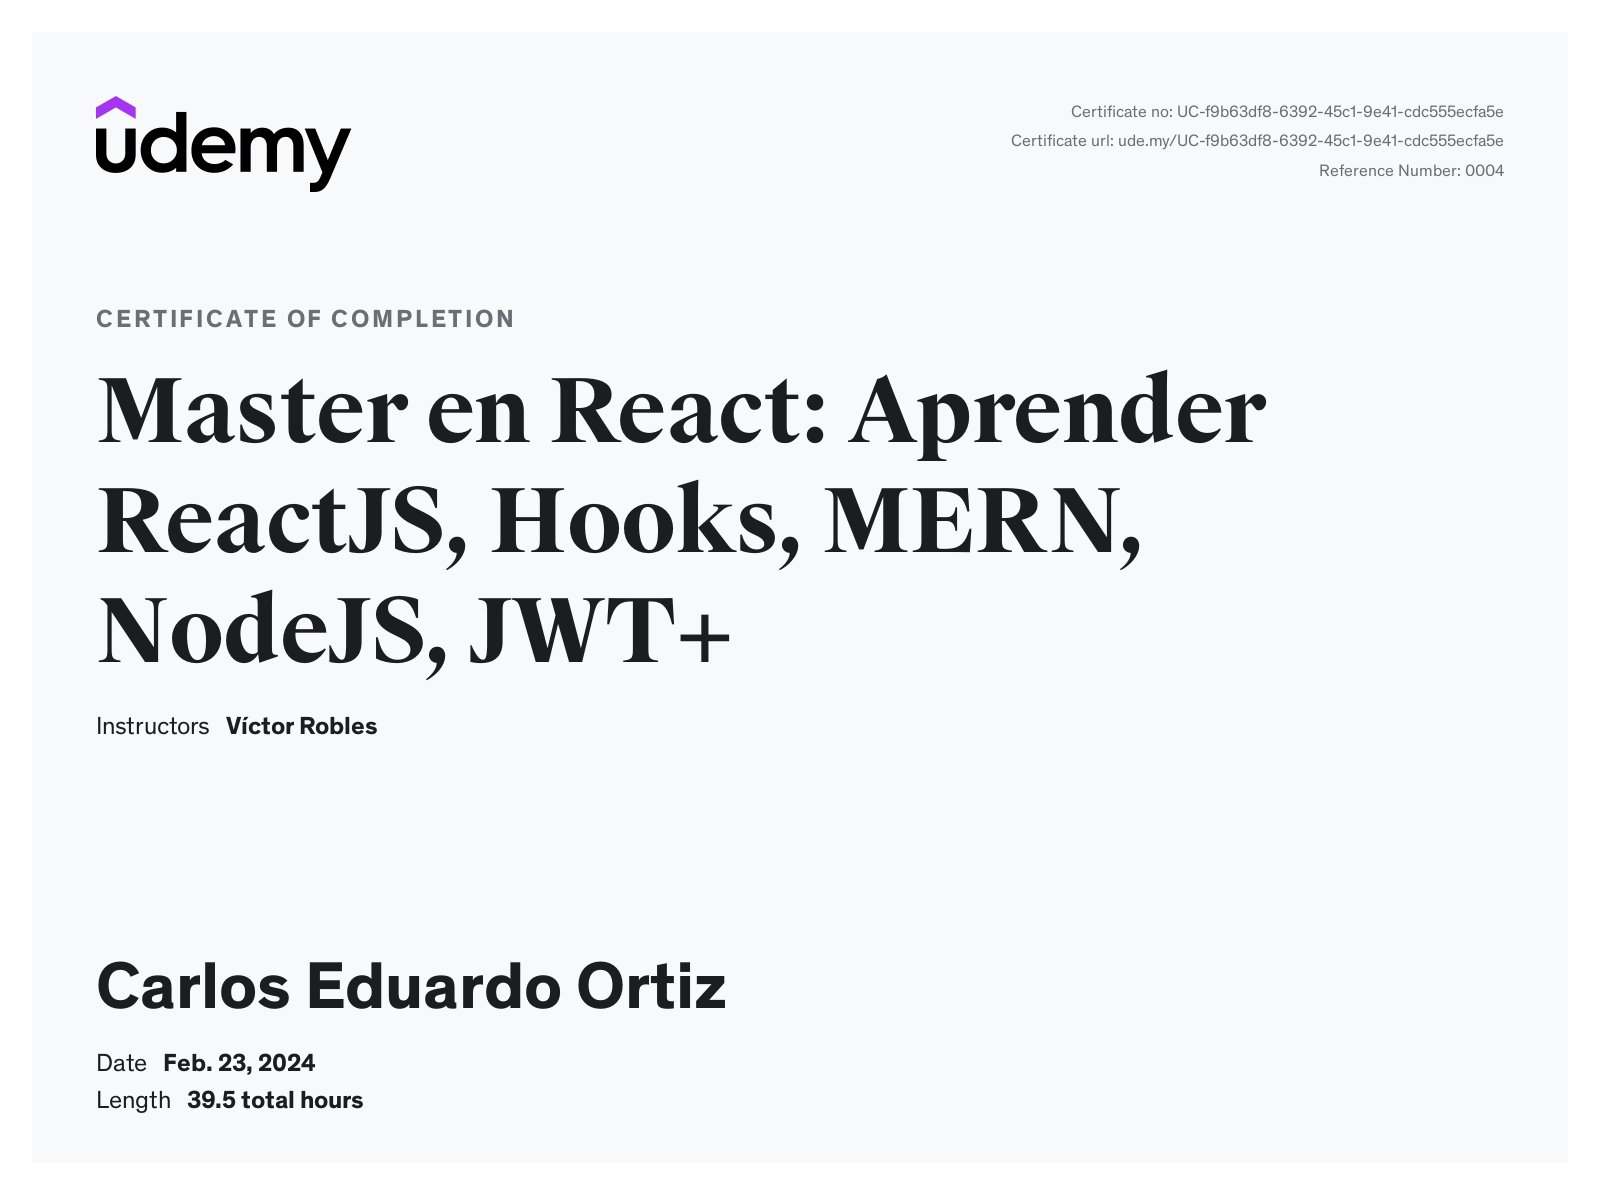 udemy
Certificate no: UC-f9b63df8-6392-45c1-9e41-cdc555ecfa5e
Certificate url: ude.my/UC-f9b63df8-6392-45c1-9e41-cdc555ecfa5e
Reference Number: 0004
CERTIFICATE OF COMPLETION
Master en React: Aprender
ReactJS, Hooks, MERN,
NodeJS, JWT+
Instructors Víctor Robles
Carlos Eduardo Ortiz
Date Feb. 23, 2024
Length 39.5 total hours